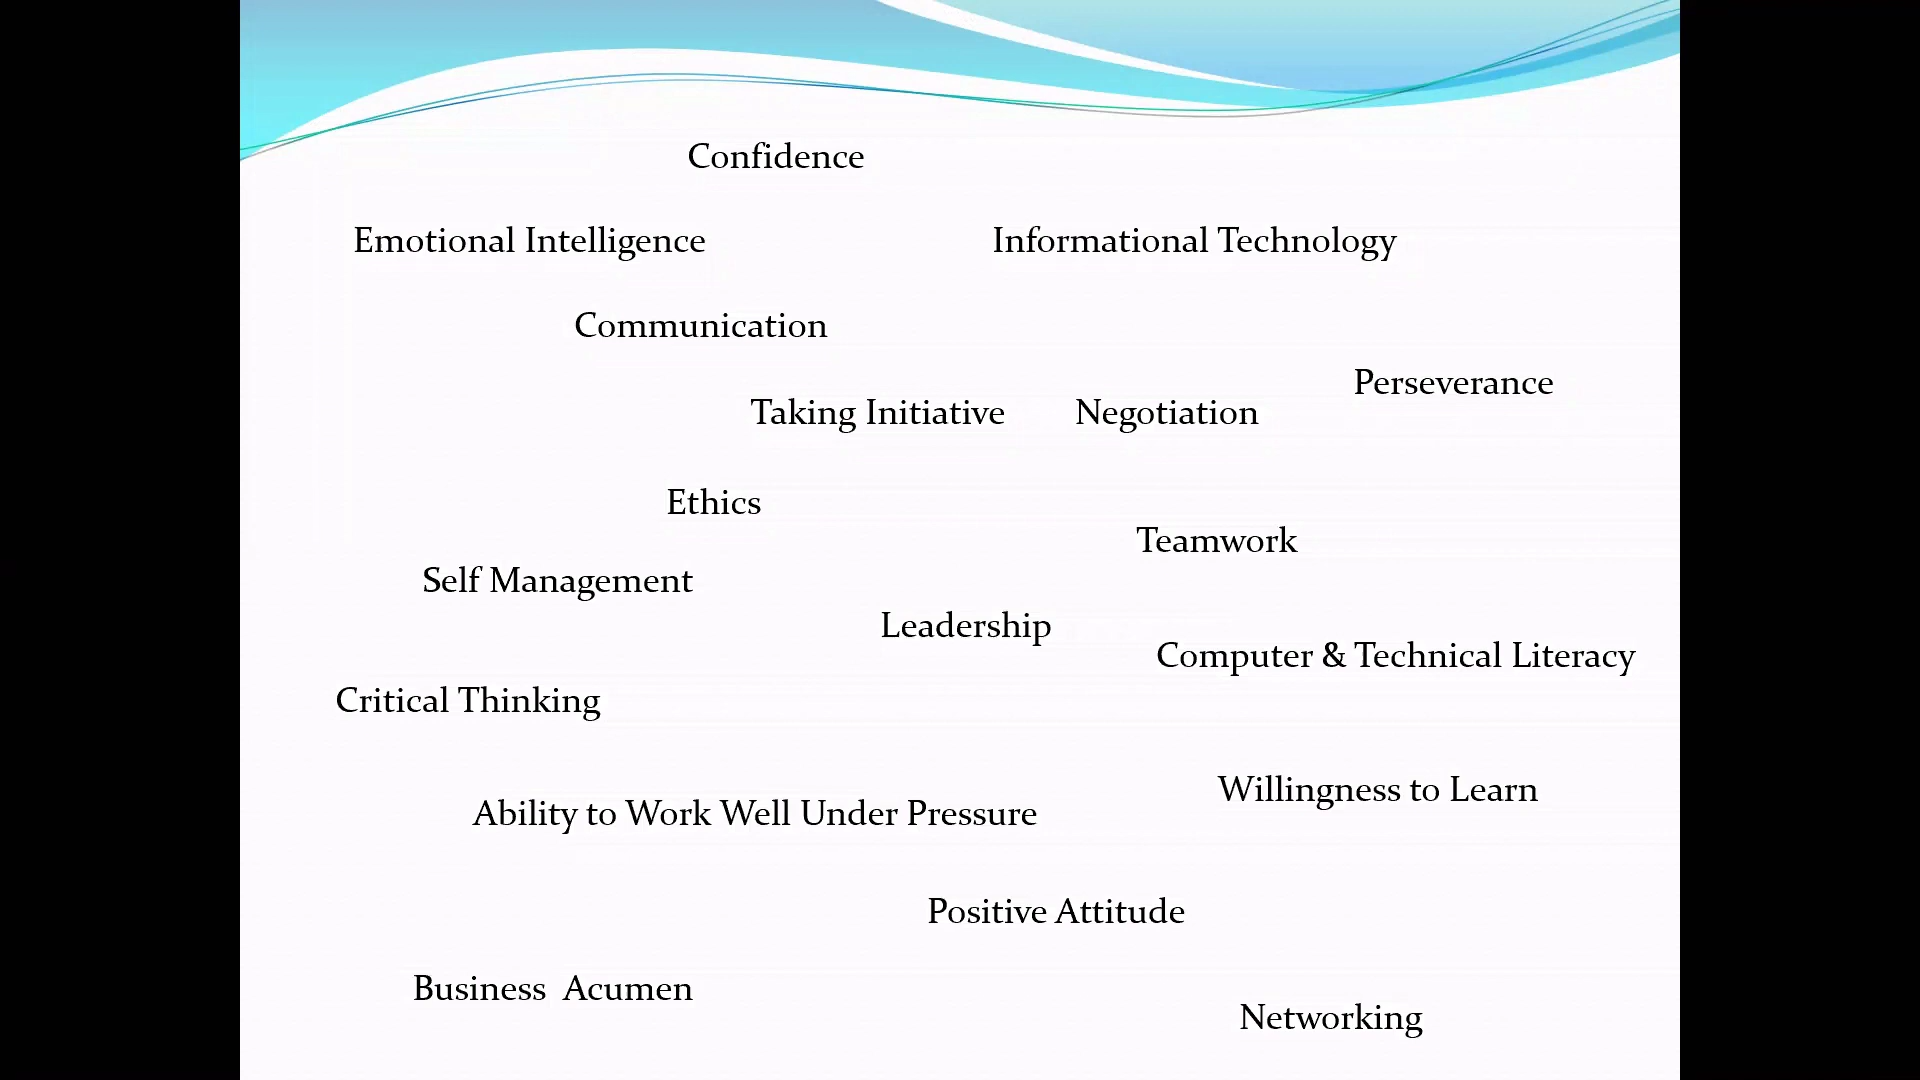 Confidence
Emotional Intelligence
Informational Technology
Communication
Perseverance
Taking Initiative
Negotiation
Ethics
Teamwork
Self Management
Leadership
Computer & Technical Literacy
Critical Thinking
Willingness to Learn
Ability to Work Well Under Pressure
Positive Attitude
Business  Acumen
Networking